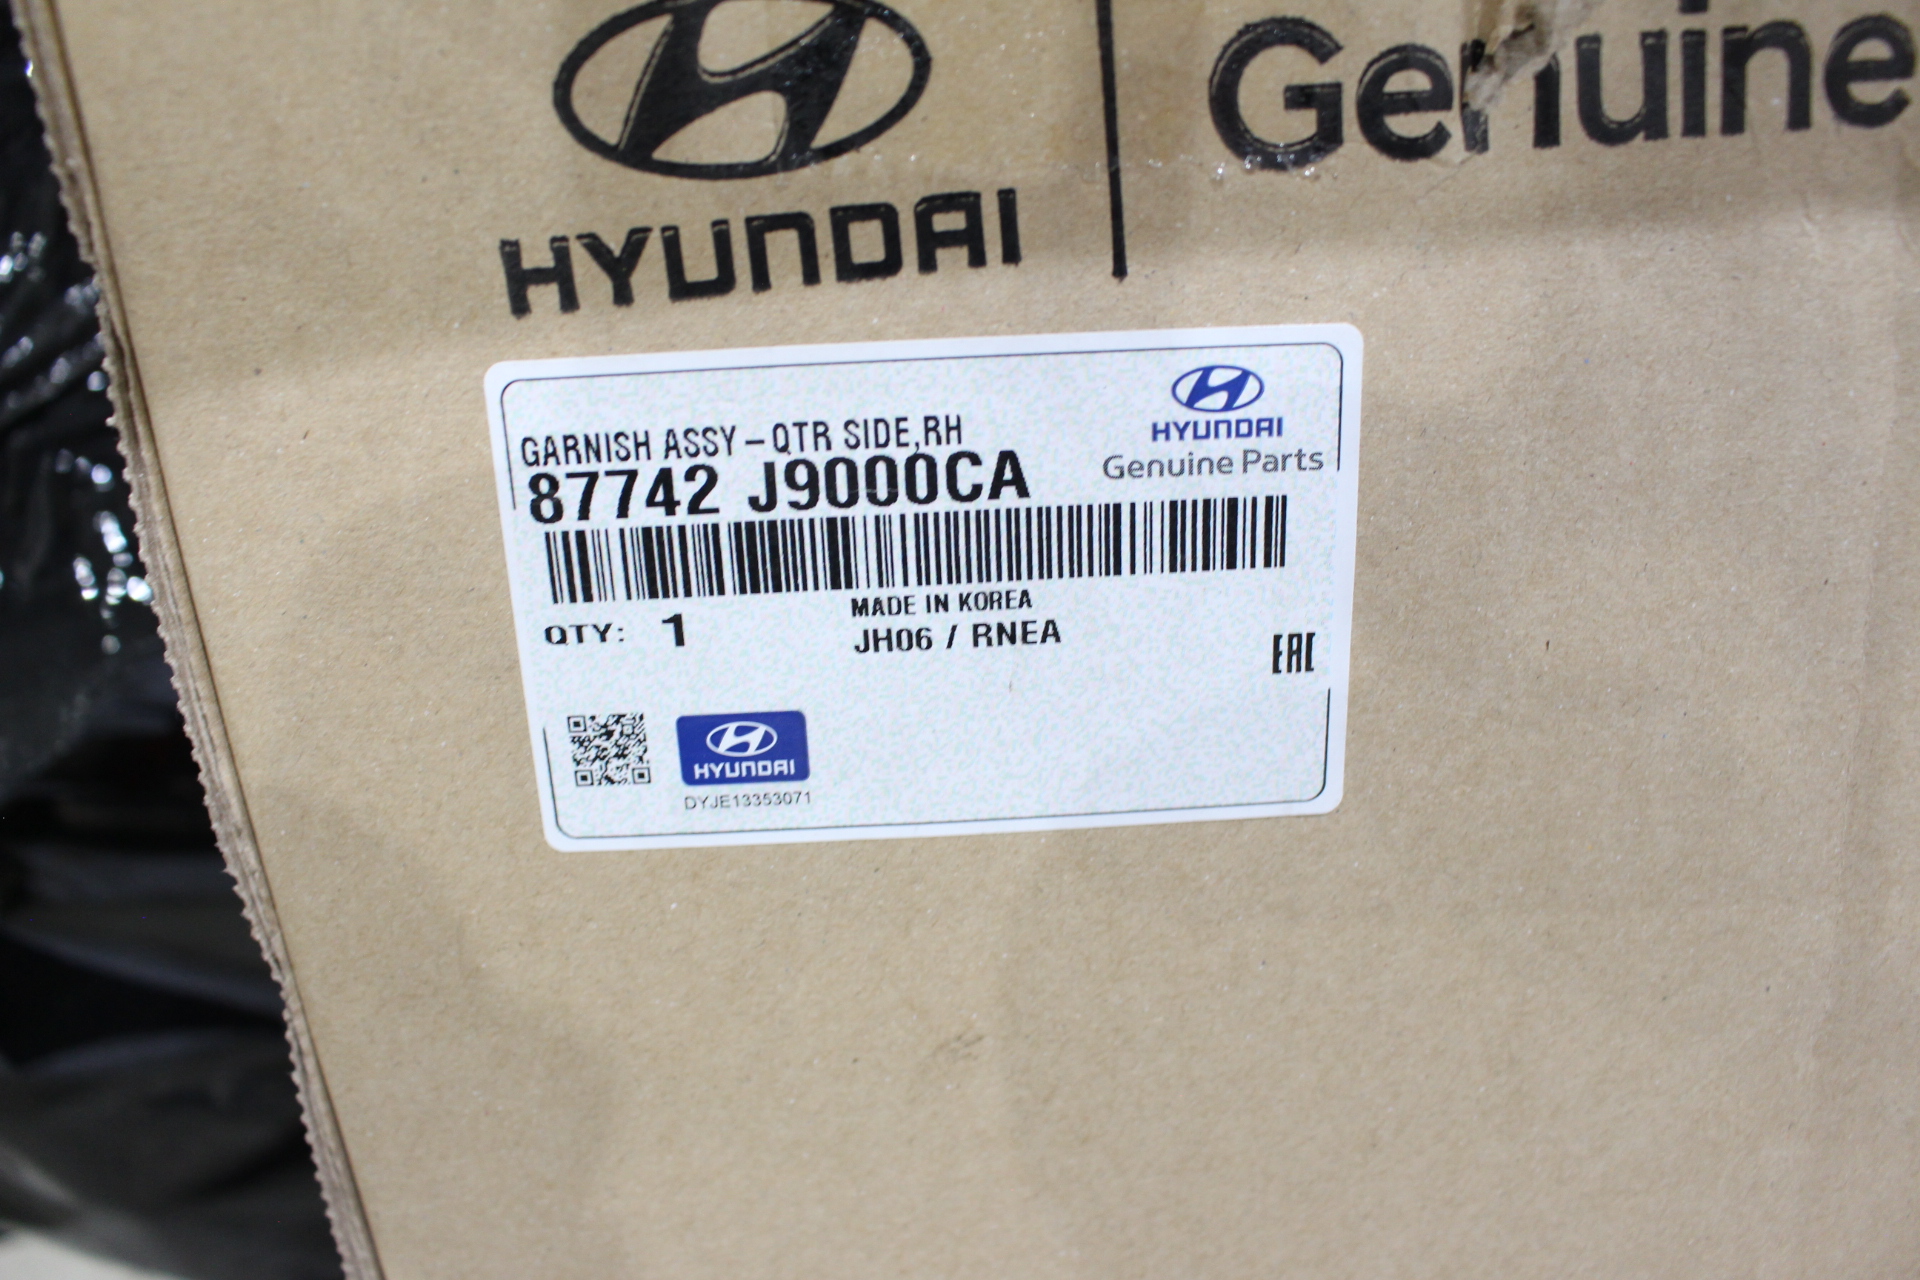 HYUNDAI
Genuine
HYUNDAI
Genuine Parts
GARNISH ASSY-QTR SIDE,RH
87742 J9000CA
MADE IN KOREA
QTY: 1
JH06 / RNEA
EAC
HYUNDAI
DYJE13353071